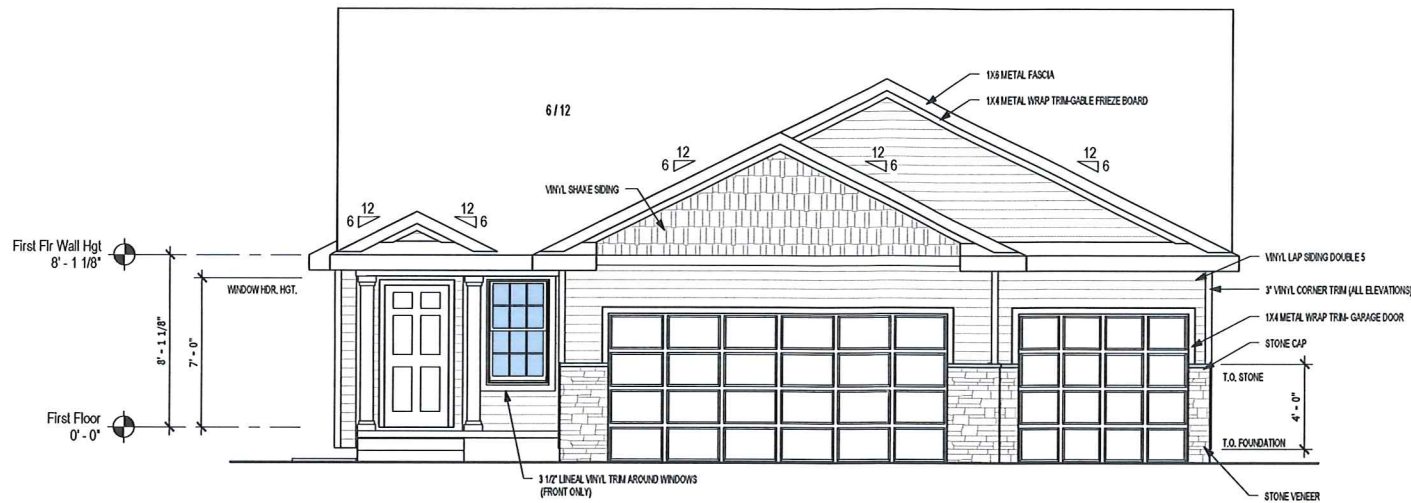 1X6 METAL FASCIA
1X4 METAL WRAP TRIM-GABLE FRIEZE BOARD
6 / 12
12
6
12
6
12
6
VINYL SHAKE SIDING
12
6
12
6
First Flr Wall Hgt
8' - 1 1/8"
WINDOW HDR. HGT.
8' - 1 1/8"
7' - 0"
First Floor
0' - 0"
VINYL LAP SIDING DOUBLE 5
3" VINYL CORNER TRIM (ALL ELEVATIONS)
1X4 METAL WRAP TRIM- GARAGE DOOR
STONE CAP
T.O. STONE
4' - 0"
T.O. FOUNDATION
STONE VENEER
3 1/2" LINEAL VINYL TRIM AROUND WINDOWS
(FRONT ONLY)